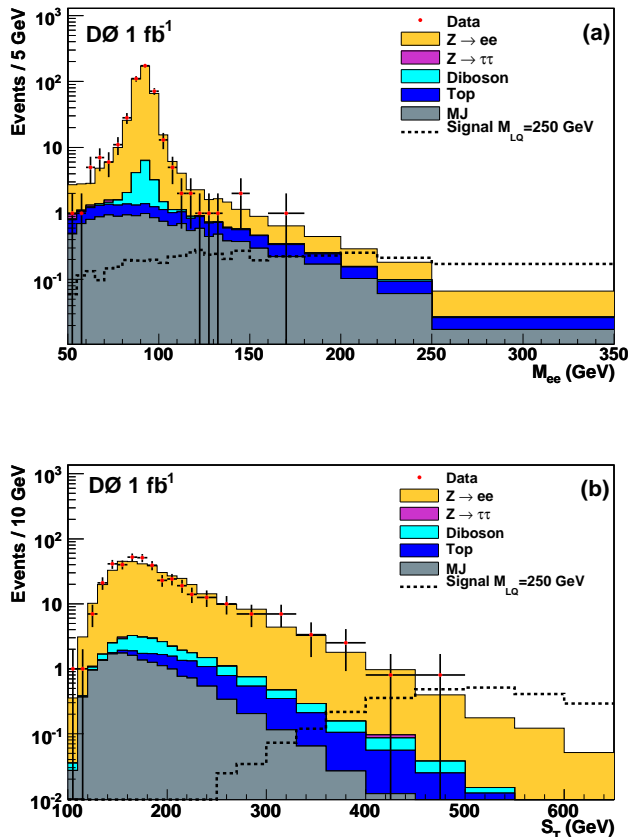 DØ 1 fb⁻¹
(a)
Events / 5 GeV
10³
10²
10
1
10⁻¹
Data
Z → ee
Z → ττ
Diboson
Top
MJ
Signal M_LQ=250 GeV
50 100 150 200 250 300 350
M_ee (GeV)
DØ 1 fb⁻¹
(b)
Events / 10 GeV
10³
10²
10
1
10⁻¹
10⁻²
Data
Z → ee
Z → ττ
Diboson
Top
MJ
Signal M_LQ=250 GeV
100 200 300 400 500 600
S_T (GeV)